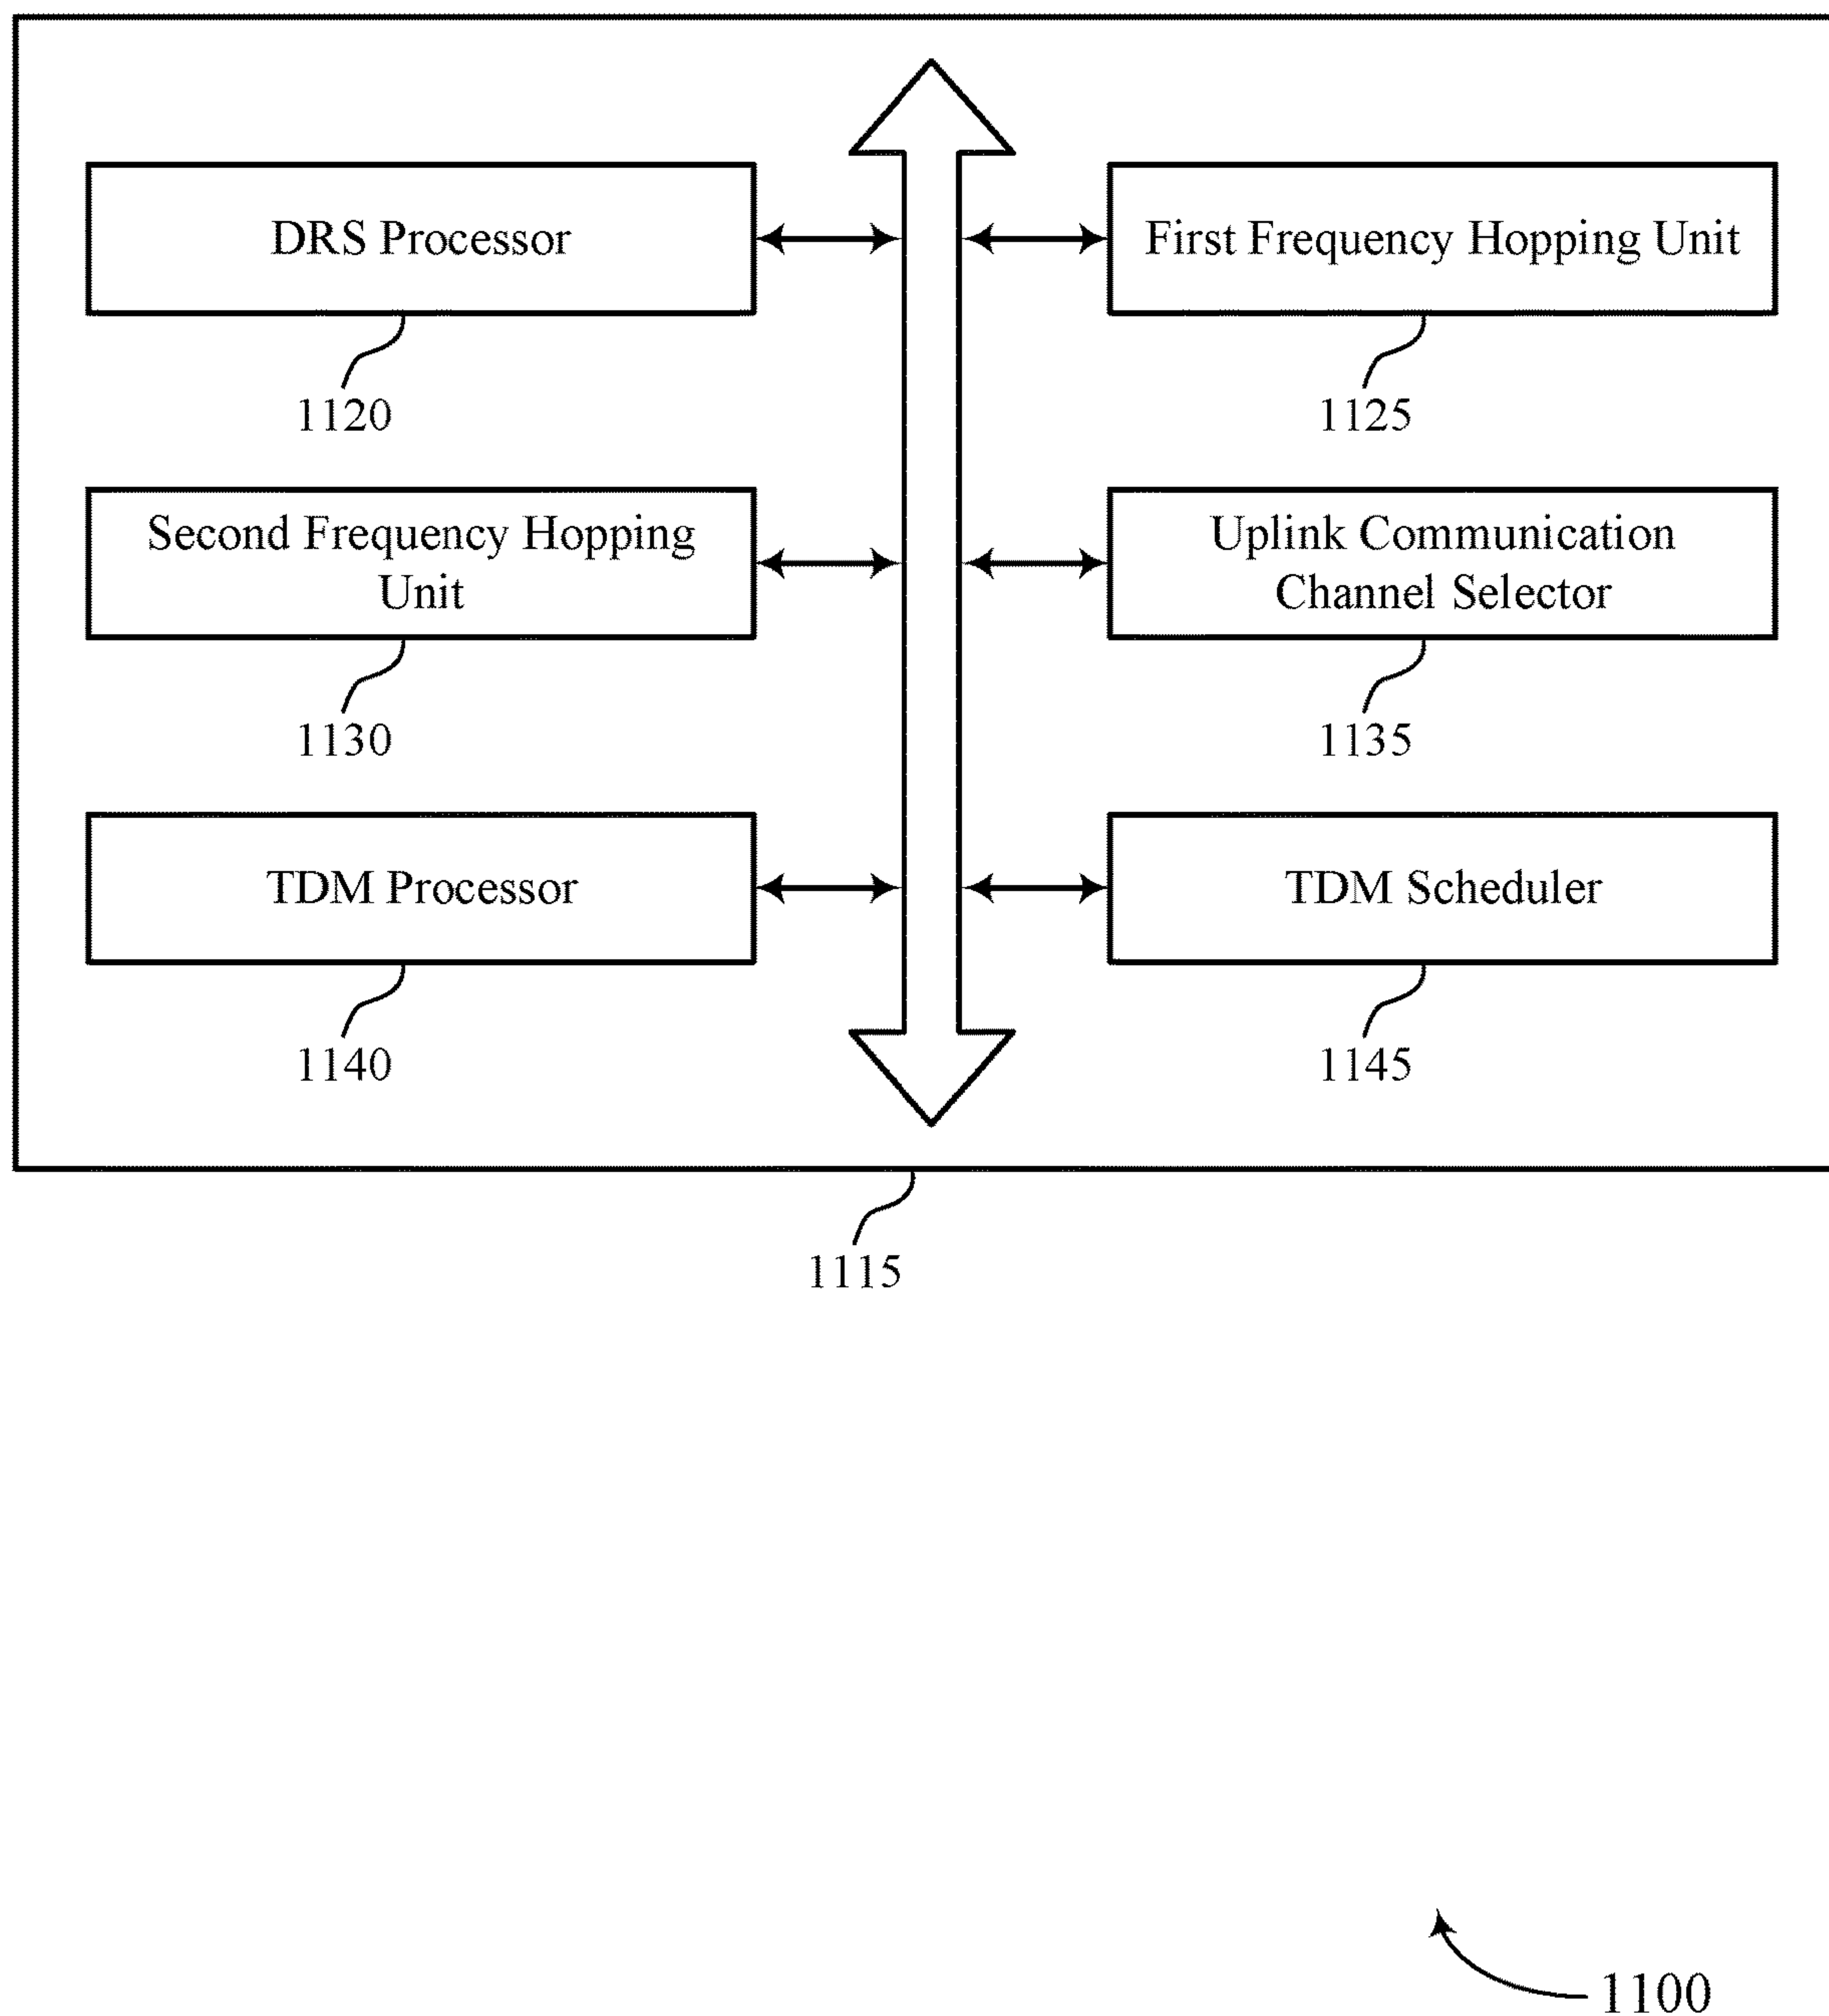 DRS Processor
1120
First Frequency Hopping Unit
1125
Second Frequency Hopping
Unit
1130
Uplink Communication
Channel Selector
1135
TDM Processor
1140
TDM Scheduler
1145
1115
1100